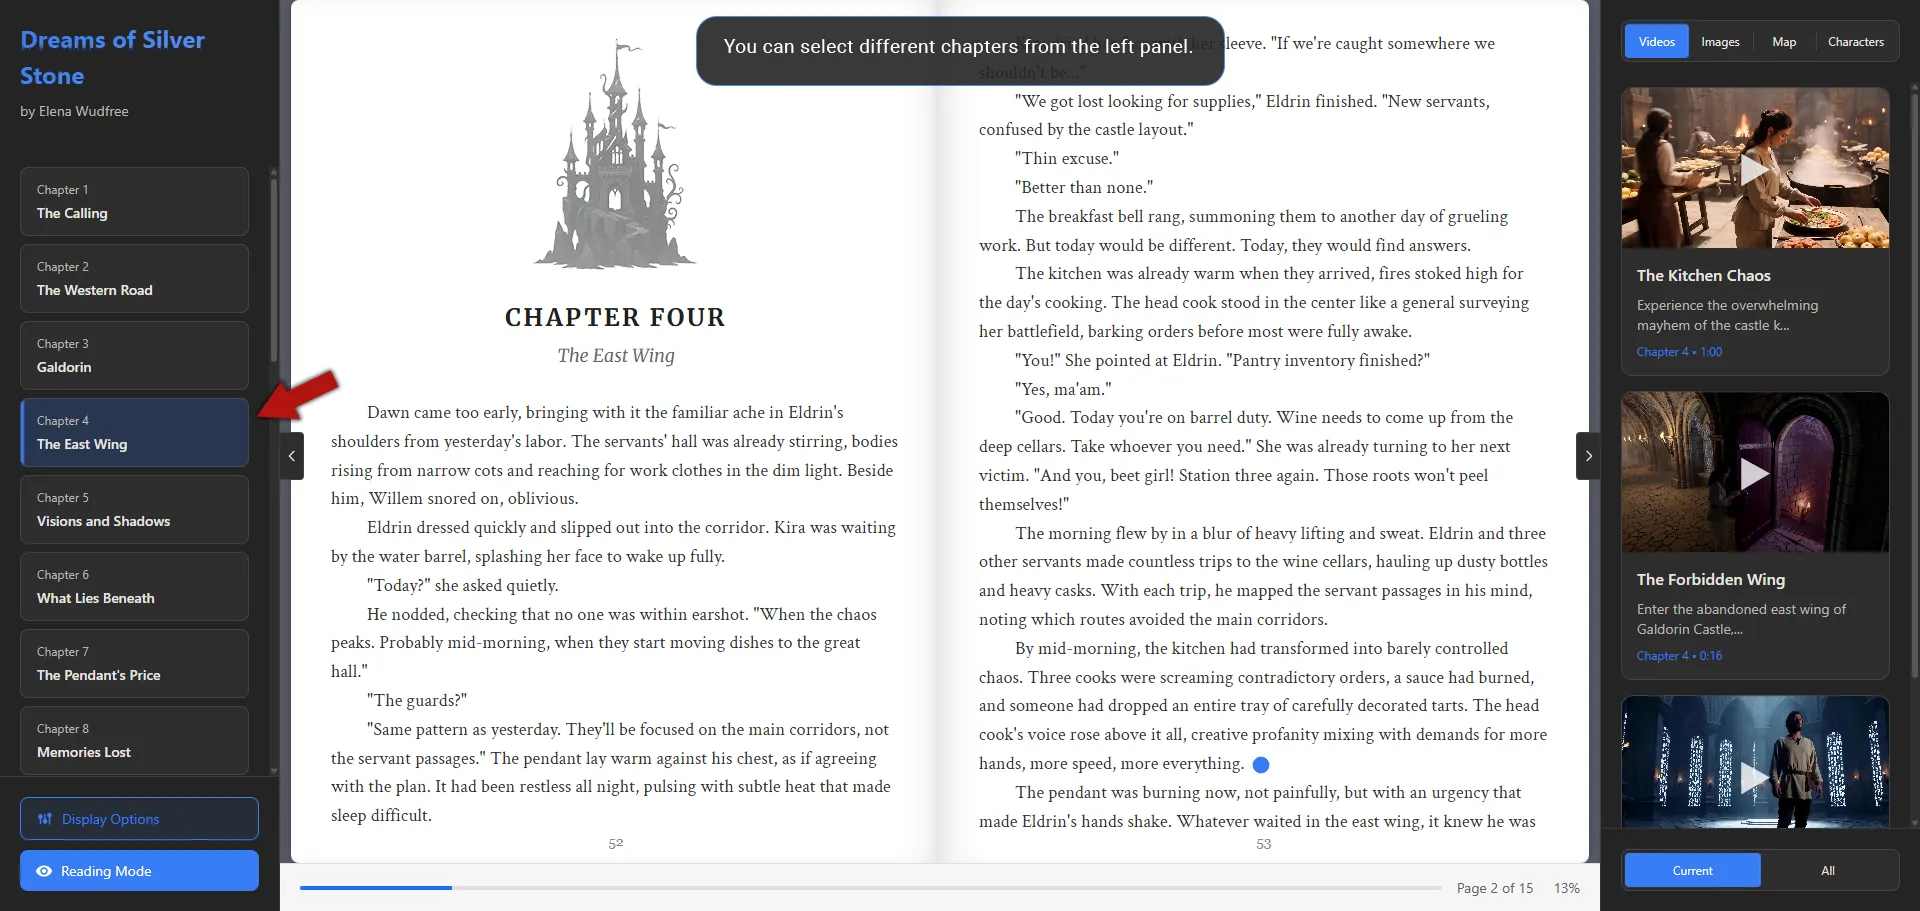 Dreams of Silver
Stone
by Elena Wudfree
Chapter 1
The Calling
Chapter 2
The Western Road
Chapter 3
Galdorin
Chapter 4
The East Wing
Chapter 5
Visions and Shadows
Chapter 6
What Lies Beneath
Chapter 7
The Pendant's Price
Chapter 8
Memories Lost
Display Options
Reading Mode
You can select different chapters from the left panel.
CHAPTER FOUR
The East Wing
Dawn came too early, bringing with it the familiar ache in Eldrin's
shoulders from yesterday's labor. The servants' hall was already stirring, bodies
rising from narrow cots and reaching for work clothes in the dim light. Beside
him, Willem snored on, oblivious.
Eldrin dressed quickly and slipped out into the corridor. Kira was waiting
by the water barrel, splashing her face to wake up fully.
"Today?" she asked quietly.
He nodded, checking that no one was within earshot. "When the chaos
peaks. Probably mid-morning, when they start moving dishes to the great
hall."
"The guards?"
"Same pattern as yesterday. They'll be focused on the main corridors, not
the servant passages." The pendant lay warm against his chest, as if agreeing
with the plan. It had been restless all night, pulsing with subtle heat that made
sleep difficult.
52
her sleeve. "If we're caught somewhere we
shouldn't be..."
"We got lost looking for supplies," Eldrin finished. "New servants,
confused by the castle layout."
"Thin excuse."
"Better than none."
The breakfast bell rang, summoning them to another day of grueling
work. But today would be different. Today, they would find answers.
The kitchen was already warm when they arrived, fires stoked high for
the day's cooking. The head cook stood in the center like a general surveying
her battlefield, barking orders before most were fully awake.
"You!" She pointed at Eldrin. "Pantry inventory finished?"
"Yes, ma'am."
"Good. Today you're on barrel duty. Wine needs to come up from the
deep cellars. Take whoever you need." She was already turning to her next
victim. "And you, beet girl! Station three again. Those roots won't peel
themselves!"
The morning flew by in a blur of heavy lifting and sweat. Eldrin and three
other servants made countless trips to the wine cellars, hauling up dusty bottles
and heavy casks. With each trip, he mapped the servant passages in his mind,
noting which routes avoided the main corridors.
By mid-morning, the kitchen had transformed into barely controlled
chaos. Three cooks were screaming contradictory orders, a sauce had burned,
and someone had dropped an entire tray of carefully decorated tarts. The head
cook's voice rose above it all, creative profanity mixing with demands for more
hands, more speed, more everything.
The pendant was burning now, not painfully, but with an urgency that
made Eldrin's hands shake. Whatever waited in the east wing, it knew he was
53
Page 2 of 15 13%
Videos Images Map Characters
The Kitchen Chaos
Experience the overwhelming
mayhem of the castle k...
Chapter 4 • 1:00
The Forbidden Wing
Enter the abandoned east wing of
Galdorin Castle,...
Chapter 4 • 0:16
Current All